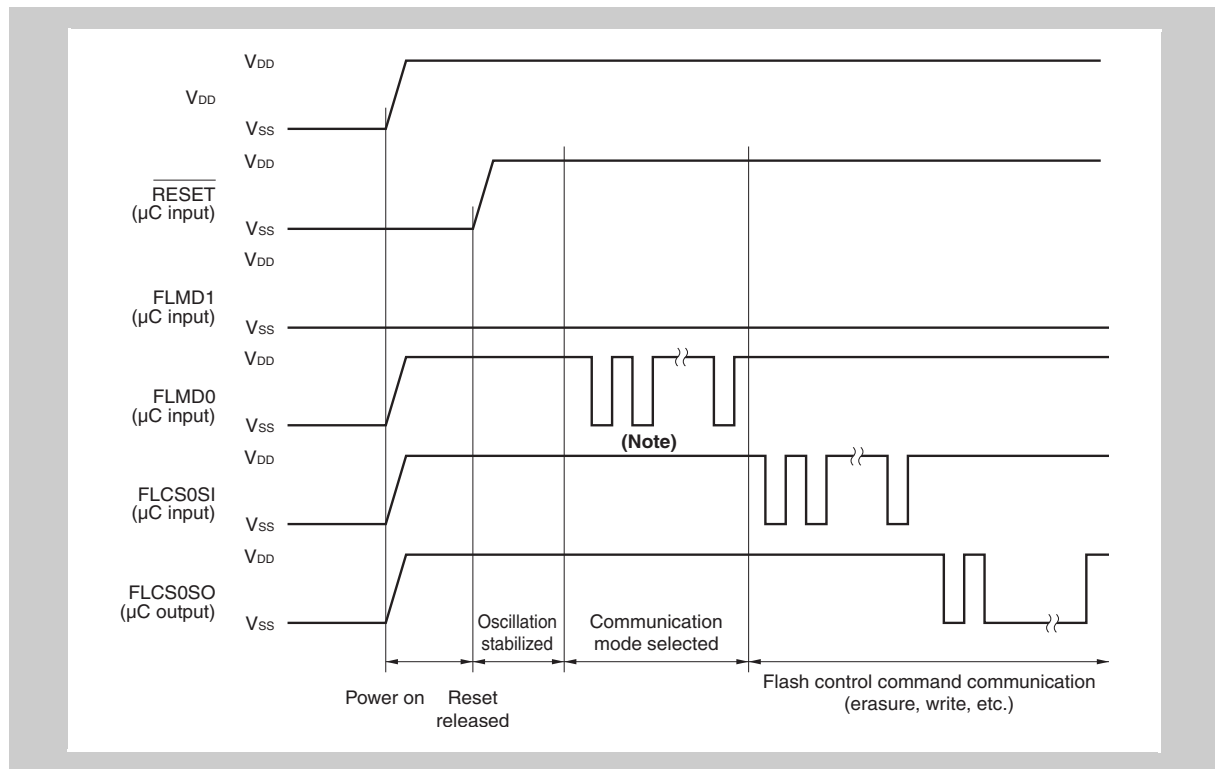 VDD
VDD
VSS
VDD
RESET
(µC input)
VSS
VDD
FLMD1
(µC input)
VSS
VDD
FLMD0
(µC input)
VSS
(Note)
VDD
FLCS0SI
(µC input)
VSS
VDD
FLCS0SO
(µC output)
VSS
Oscillation
stabilized
Communication
mode selected
Power on
Reset
released
Flash control command communication
(erasure, write, etc.)